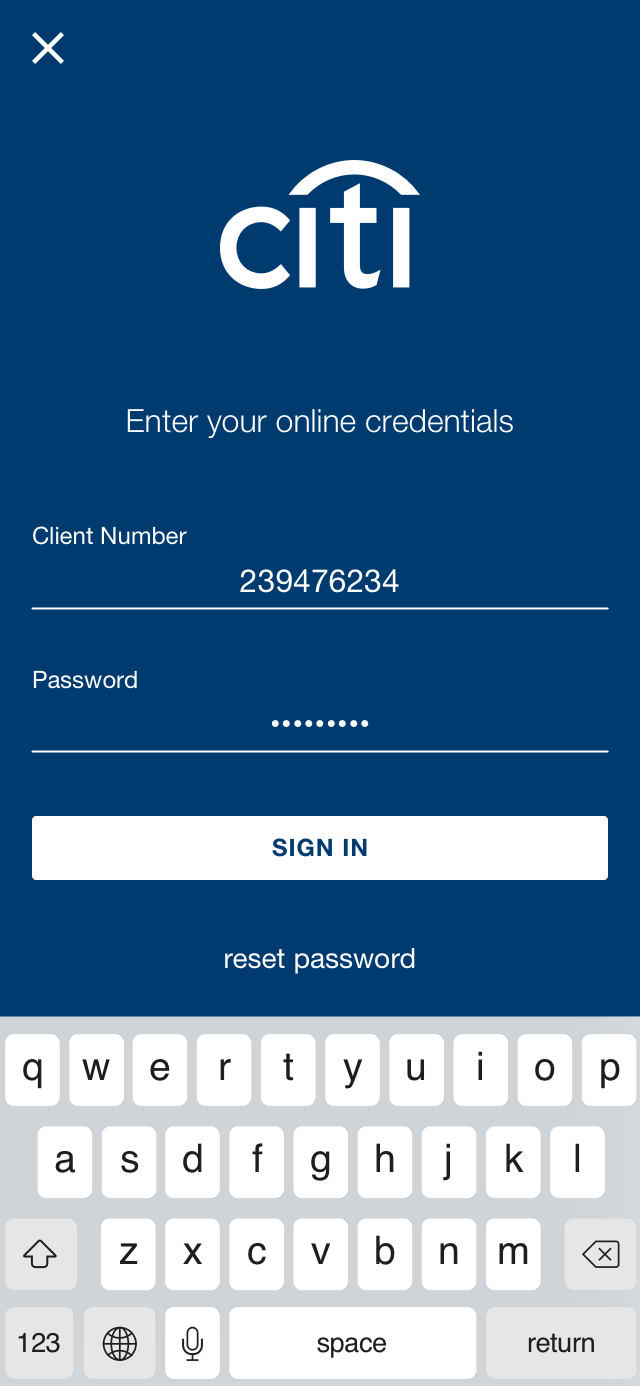 citi
Enter your online credentials
Client Number
239476234
Password
•••••••••
SIGN IN
reset password
q w e r t y u i o p
a s d f g h j k l
z x c v b n m
123 space return